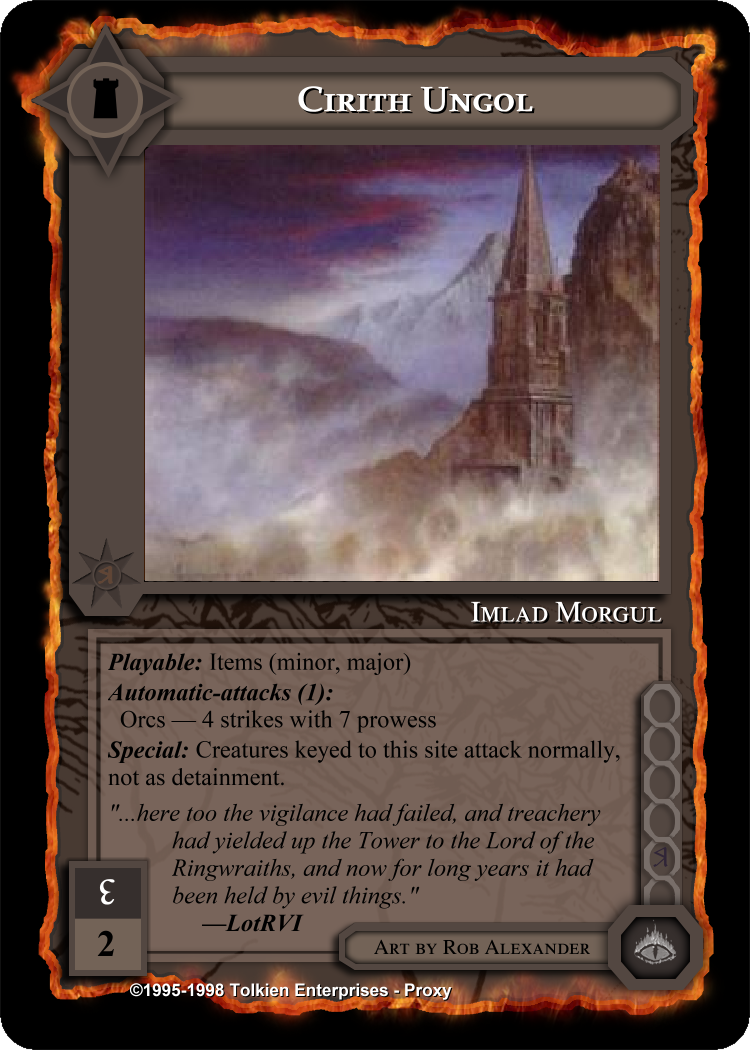 Cirith Ungol
Imlad Morgul
Playable: Items (minor, major)
Automatic-attacks (1):
Orcs — 4 strikes with 7 prowess
Special: Creatures keyed to this site attack normally,
not as detainment.
"...here too the vigilance had failed, and treachery
had yielded up the Tower to the Lord of the
Ringwraiths, and now for long years it had
been held by evil things."
—LotRVI
2
Art by Rob Alexander
©1995-1998 Tolkien Enterprises - Proxy